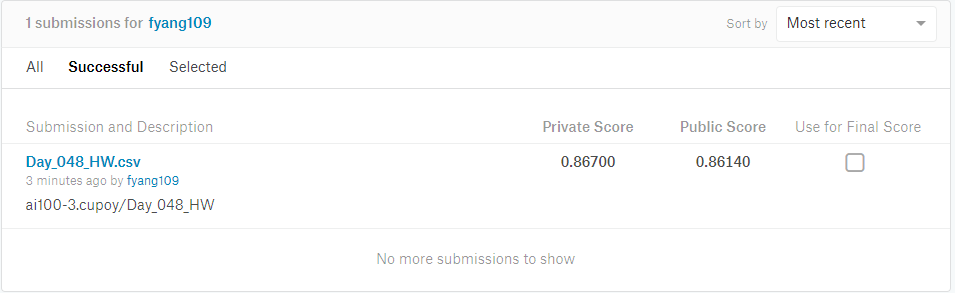 1 submissions for fyang109
Sort by Most recent
All Successful Selected
Submission and Description Private Score Public Score Use for Final Score
Day_048_HW.csv 0.86700 0.86140
3 minutes ago by fyang109
ai100-3.cupoy/Day_048_HW
No more submissions to show